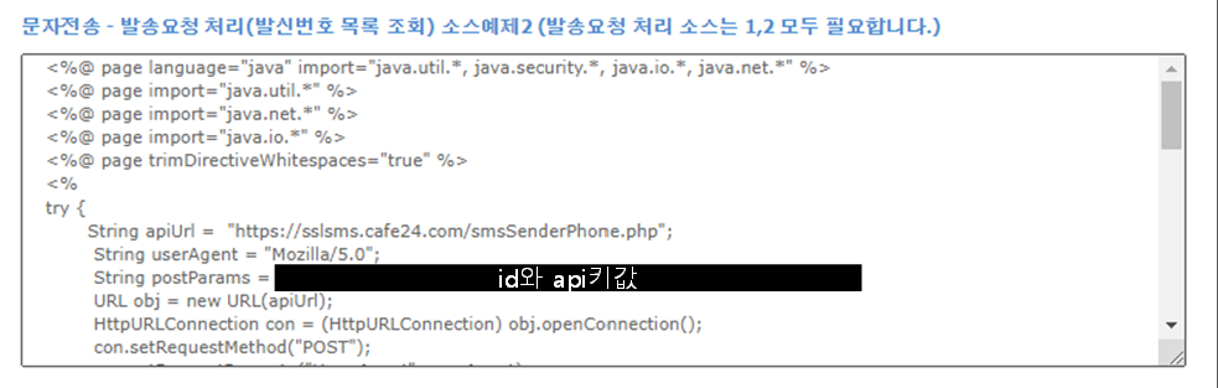 문자전송 - 발송요청 처리(발신번호 목록 조회) 소스예제2 (발송요청 처리 소스는 1,2 모두 필요합니다.)
<%@ page language="java" import="java.util.*, java.security.*, java.io.*, java.net.*" %>
<%@ page import="java.util.*" %>
<%@ page import="java.net.*" %>
<%@ page import="java.io.*" %>
<%@ page trimDirectiveWhitespaces="true" %>
<%
try {
String apiUrl = "https://sslsms.cafe24.com/smsSenderPhone.php";
String userAgent = "Mozilla/5.0";
String postParams = id와 api키값
URL obj = new URL(apiUrl);
HttpURLConnection con = (HttpURLConnection) obj.openConnection();
con.setRequestMethod("POST");